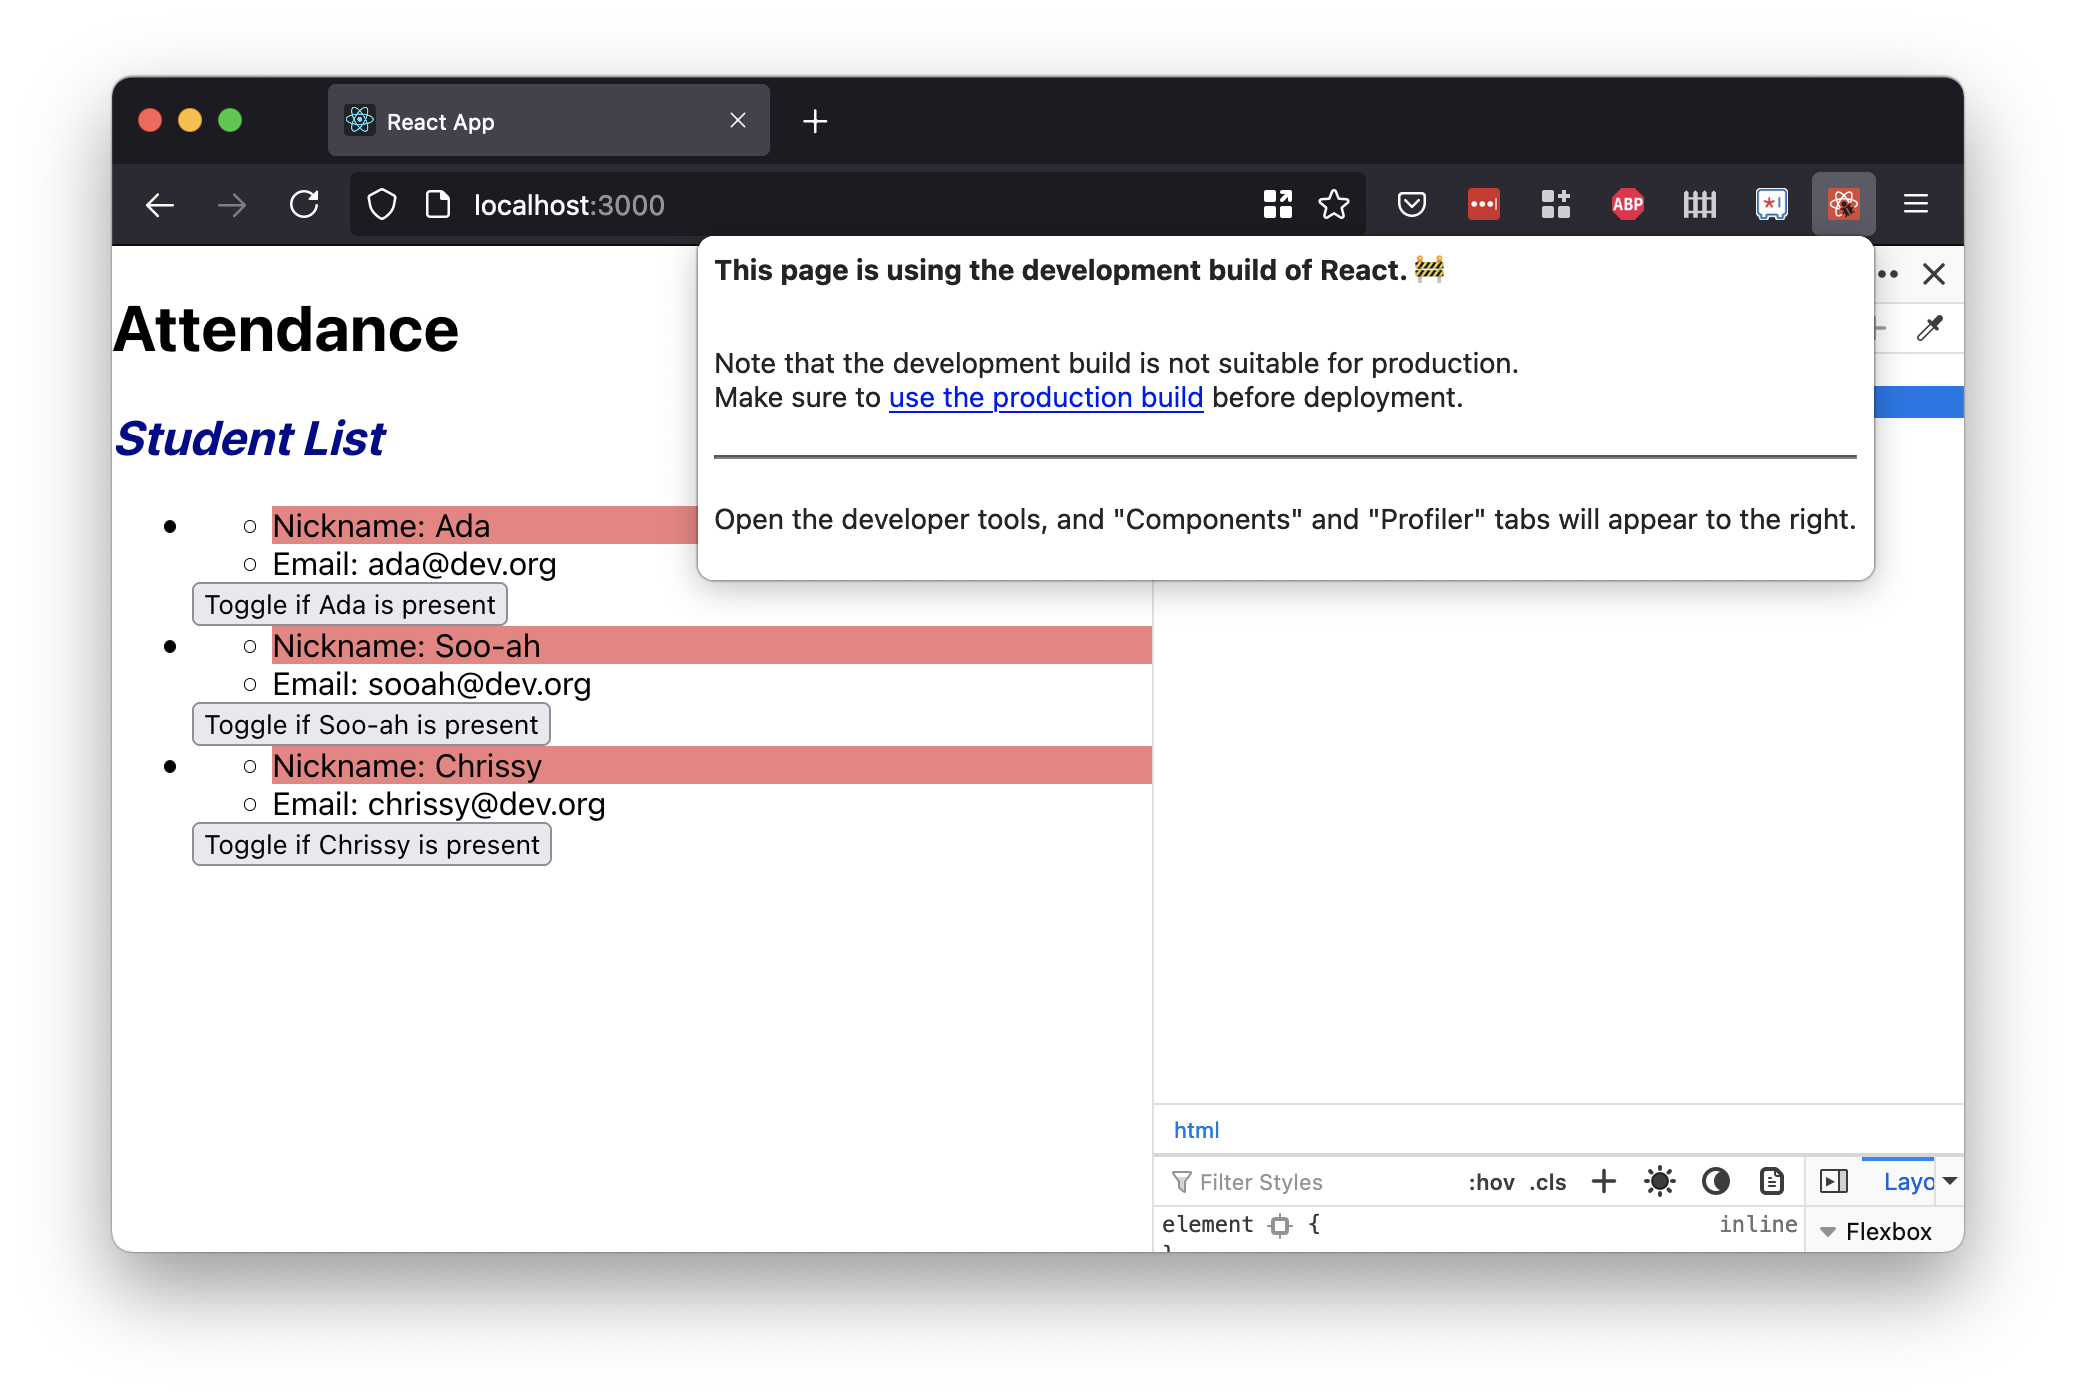 React App
localhost:3000
ABP
This page is using the development build of React. 🚧
Note that the development build is not suitable for production.
Make sure to use the production build before deployment.
Open the developer tools, and "Components" and "Profiler" tabs will appear to the right.
Attendance
Student List
Nickname: Ada
Email: ada@dev.org
Toggle if Ada is present
Nickname: Soo-ah
Email: sooah@dev.org
Toggle if Soo-ah is present
Nickname: Chrissy
Email: chrissy@dev.org
Toggle if Chrissy is present
html
Filter Styles :hov .cls + Layo
element { inline
Flexbox
}